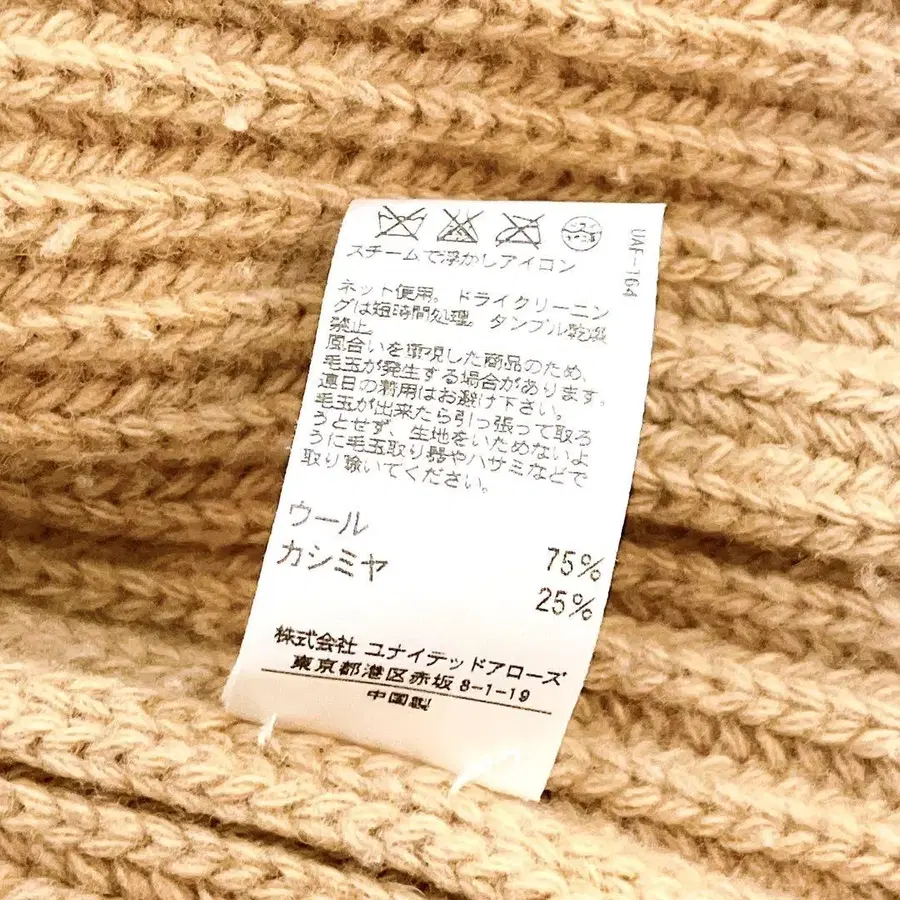 UAF-164
スチームで浮かしアイロン
ネット使用。ドライクリーニン
グは短時間処理。タンブル乾燥
禁止。
風合いを重視した商品のため、
毛玉が発生する場合があります。
連日の着用はお避け下さい。
毛玉が出来たら引っ張って取ろ
うとせず、生地をいためないよ
うに毛玉取り器やハサミなどで
取り除いてください。
ウール 75%
カシミヤ 25%
株式会社 ユナイテッドアローズ
東京都港区赤坂 8-1-19
中国製